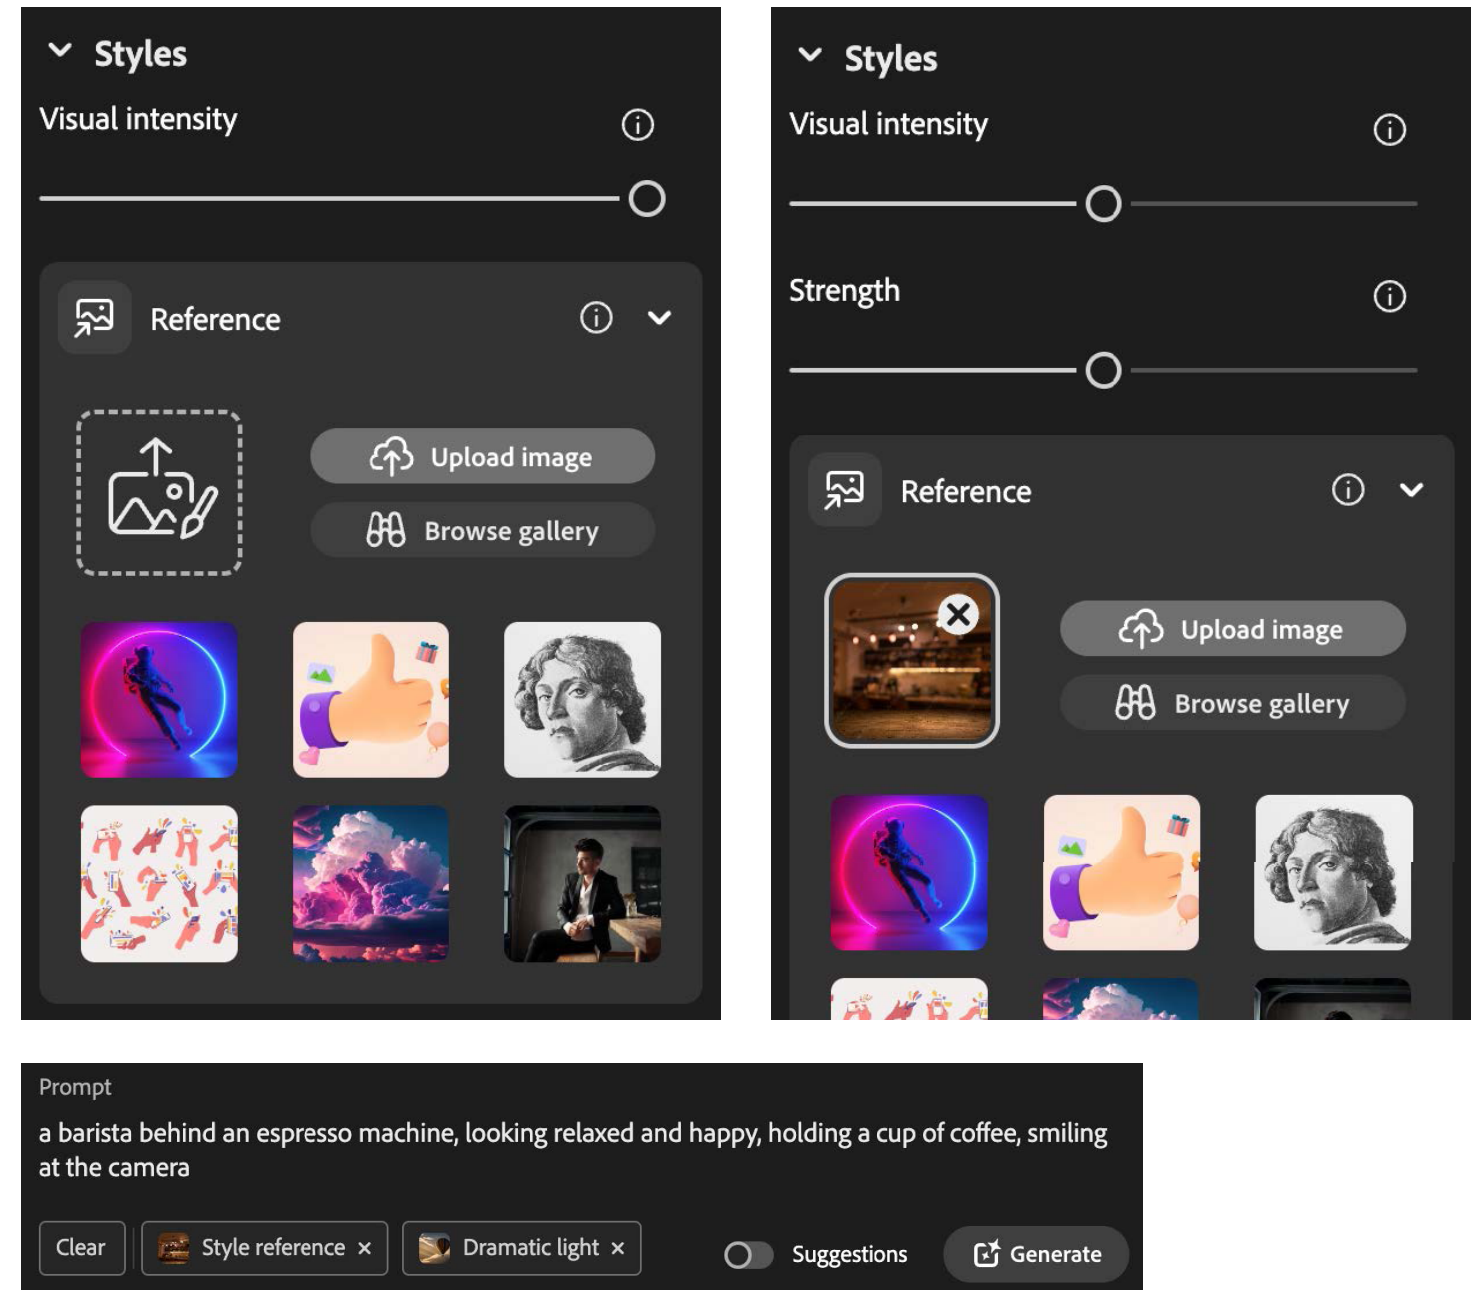 Styles
Visual intensity
Reference
Upload image
Browse gallery
Styles
Visual intensity
Strength
Reference
Upload image
Browse gallery
Prompt
a barista behind an espresso machine, looking relaxed and happy, holding a cup of coffee, smiling
at the camera
Clear
Style reference
Dramatic light
Suggestions
Generate